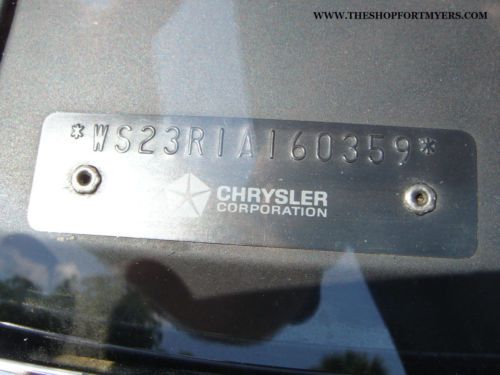 WWW.THESHOPFORTMYERS.COM
*WS23R1A160359*
CHRYSLER
CORPORATION